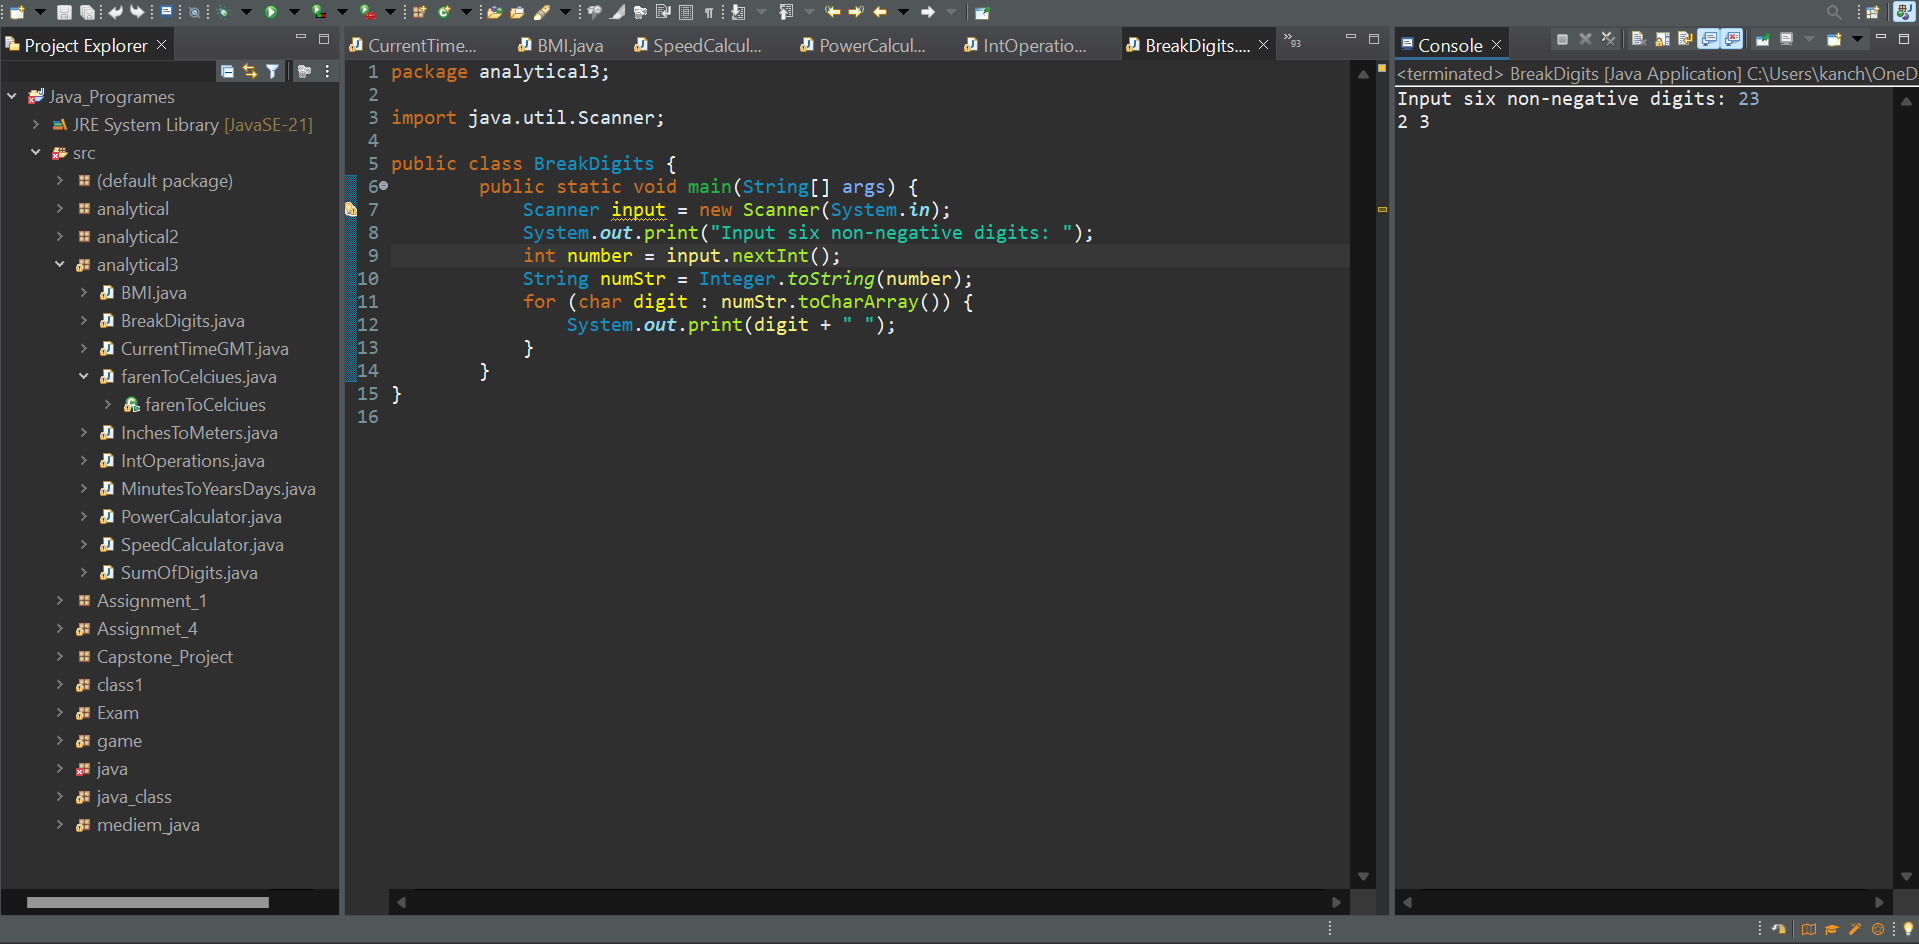 Project Explorer
CurrentTime...
BMI.java
SpeedCalcul...
PowerCalcul...
IntOperatio...
BreakDigits....
93
Console
<terminated> BreakDigits [Java Application] C:\Users\kanch\OneD
Java_Programes
JRE System Library [JavaSE-21]
src
(default package)
analytical
analytical2
analytical3
BMI.java
BreakDigits.java
CurrentTimeGMT.java
farenToCelciues.java
farenToCelciues
InchesToMeters.java
IntOperations.java
MinutesToYearsDays.java
PowerCalculator.java
SpeedCalculator.java
SumOfDigits.java
Assignment_1
Assignmet_4
Capstone_Project
class1
Exam
game
java
java_class
mediem_java
1 package analytical3;
2
3 import java.util.Scanner;
4
5 public class BreakDigits {
6 public static void main(String[] args) {
7 Scanner input = new Scanner(System.in);
8 System.out.print("Input six non-negative digits: ");
9 int number = input.nextInt();
10 String numStr = Integer.toString(number);
11 for (char digit : numStr.toCharArray()) {
12 System.out.print(digit + " ");
13 }
14 }
15 }
16
Input six non-negative digits: 23
2 3